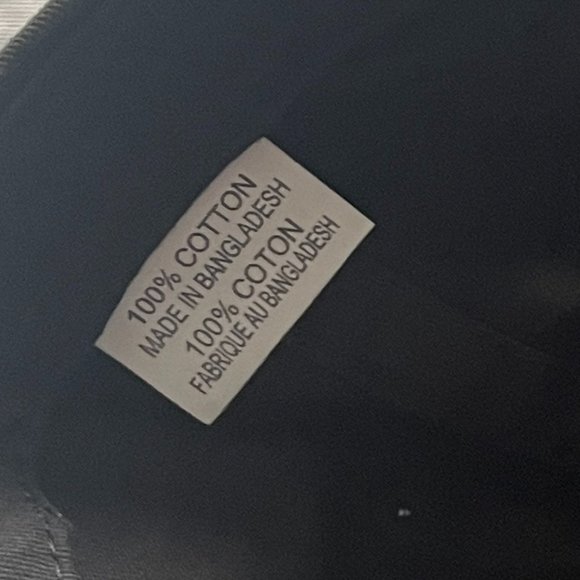 100% COTTON
MADE IN BANGLADESH
100% COTON
FABRIQUE AU BANGLADESH